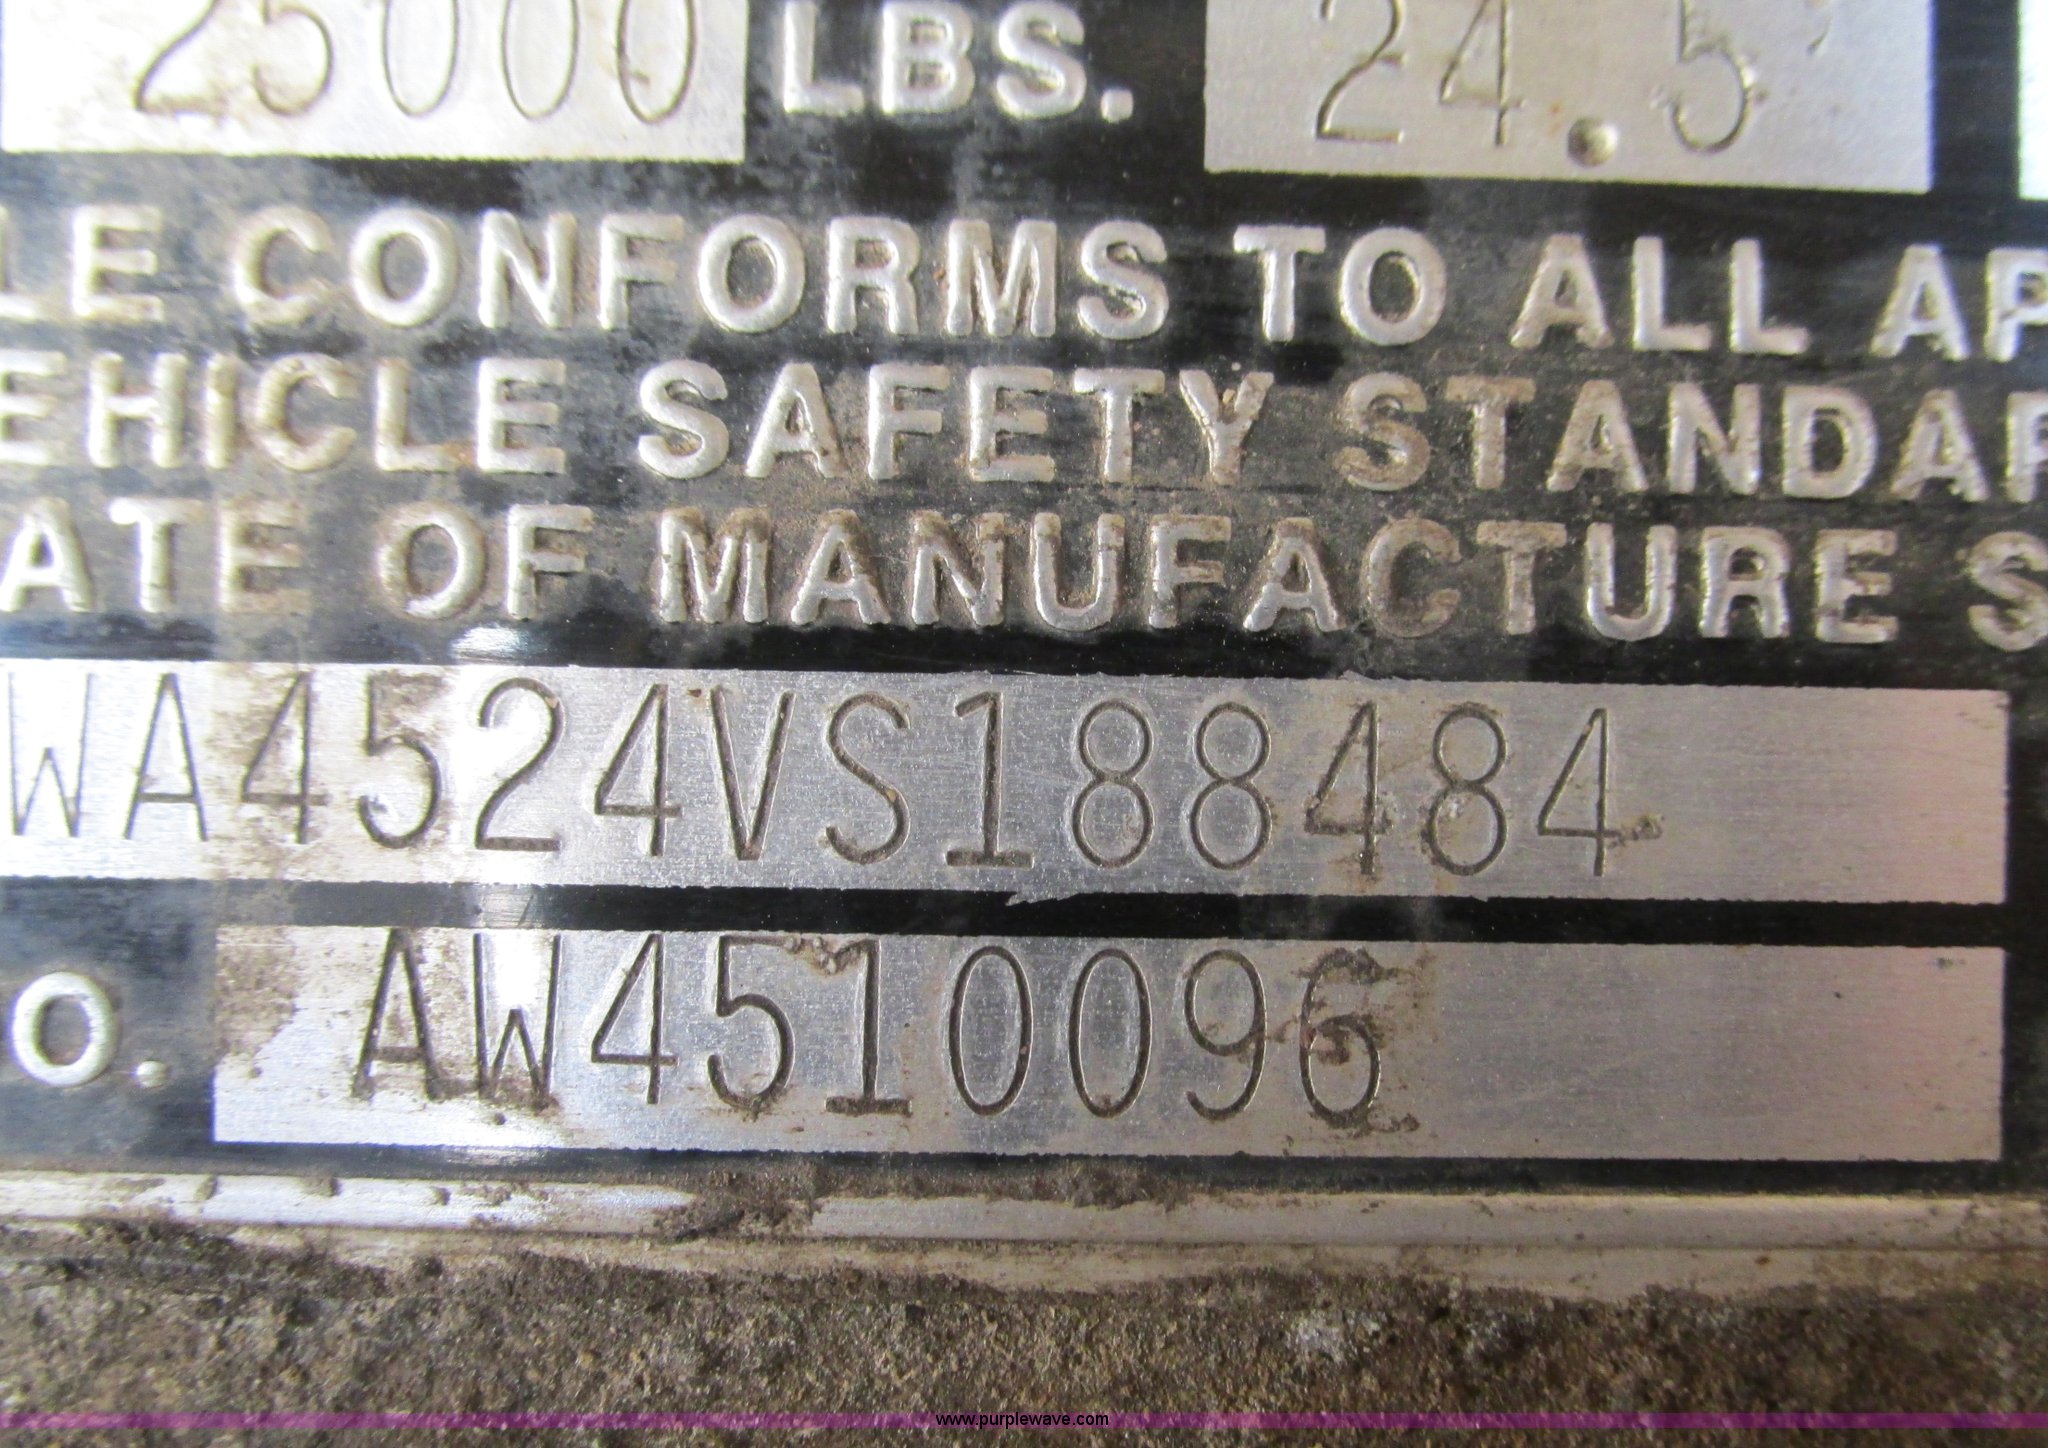 25000 LBS. 24.5
LE CONFORMS TO ALL AP
EHICLE SAFETY STANDAR
ATE OF MANUFACTURE S
WA4524VS188484
O. AW4510096
www.purplewave.com